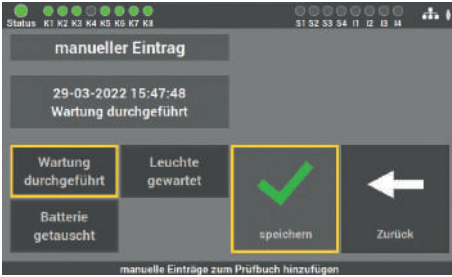 Status K1 K2 K3 K4 K5 K6 K7 K8 S1 S2 S3 S4 I1 I2 I3 I4
manueller Eintrag
29-03-2022 15:47:48
Wartung durchgeführt
Wartung
durchgeführt
Leuchte
gewartet
Batterie
getauscht
speichern
Zurück
manuelle Einträge zum Prüfbuch hinzufügen